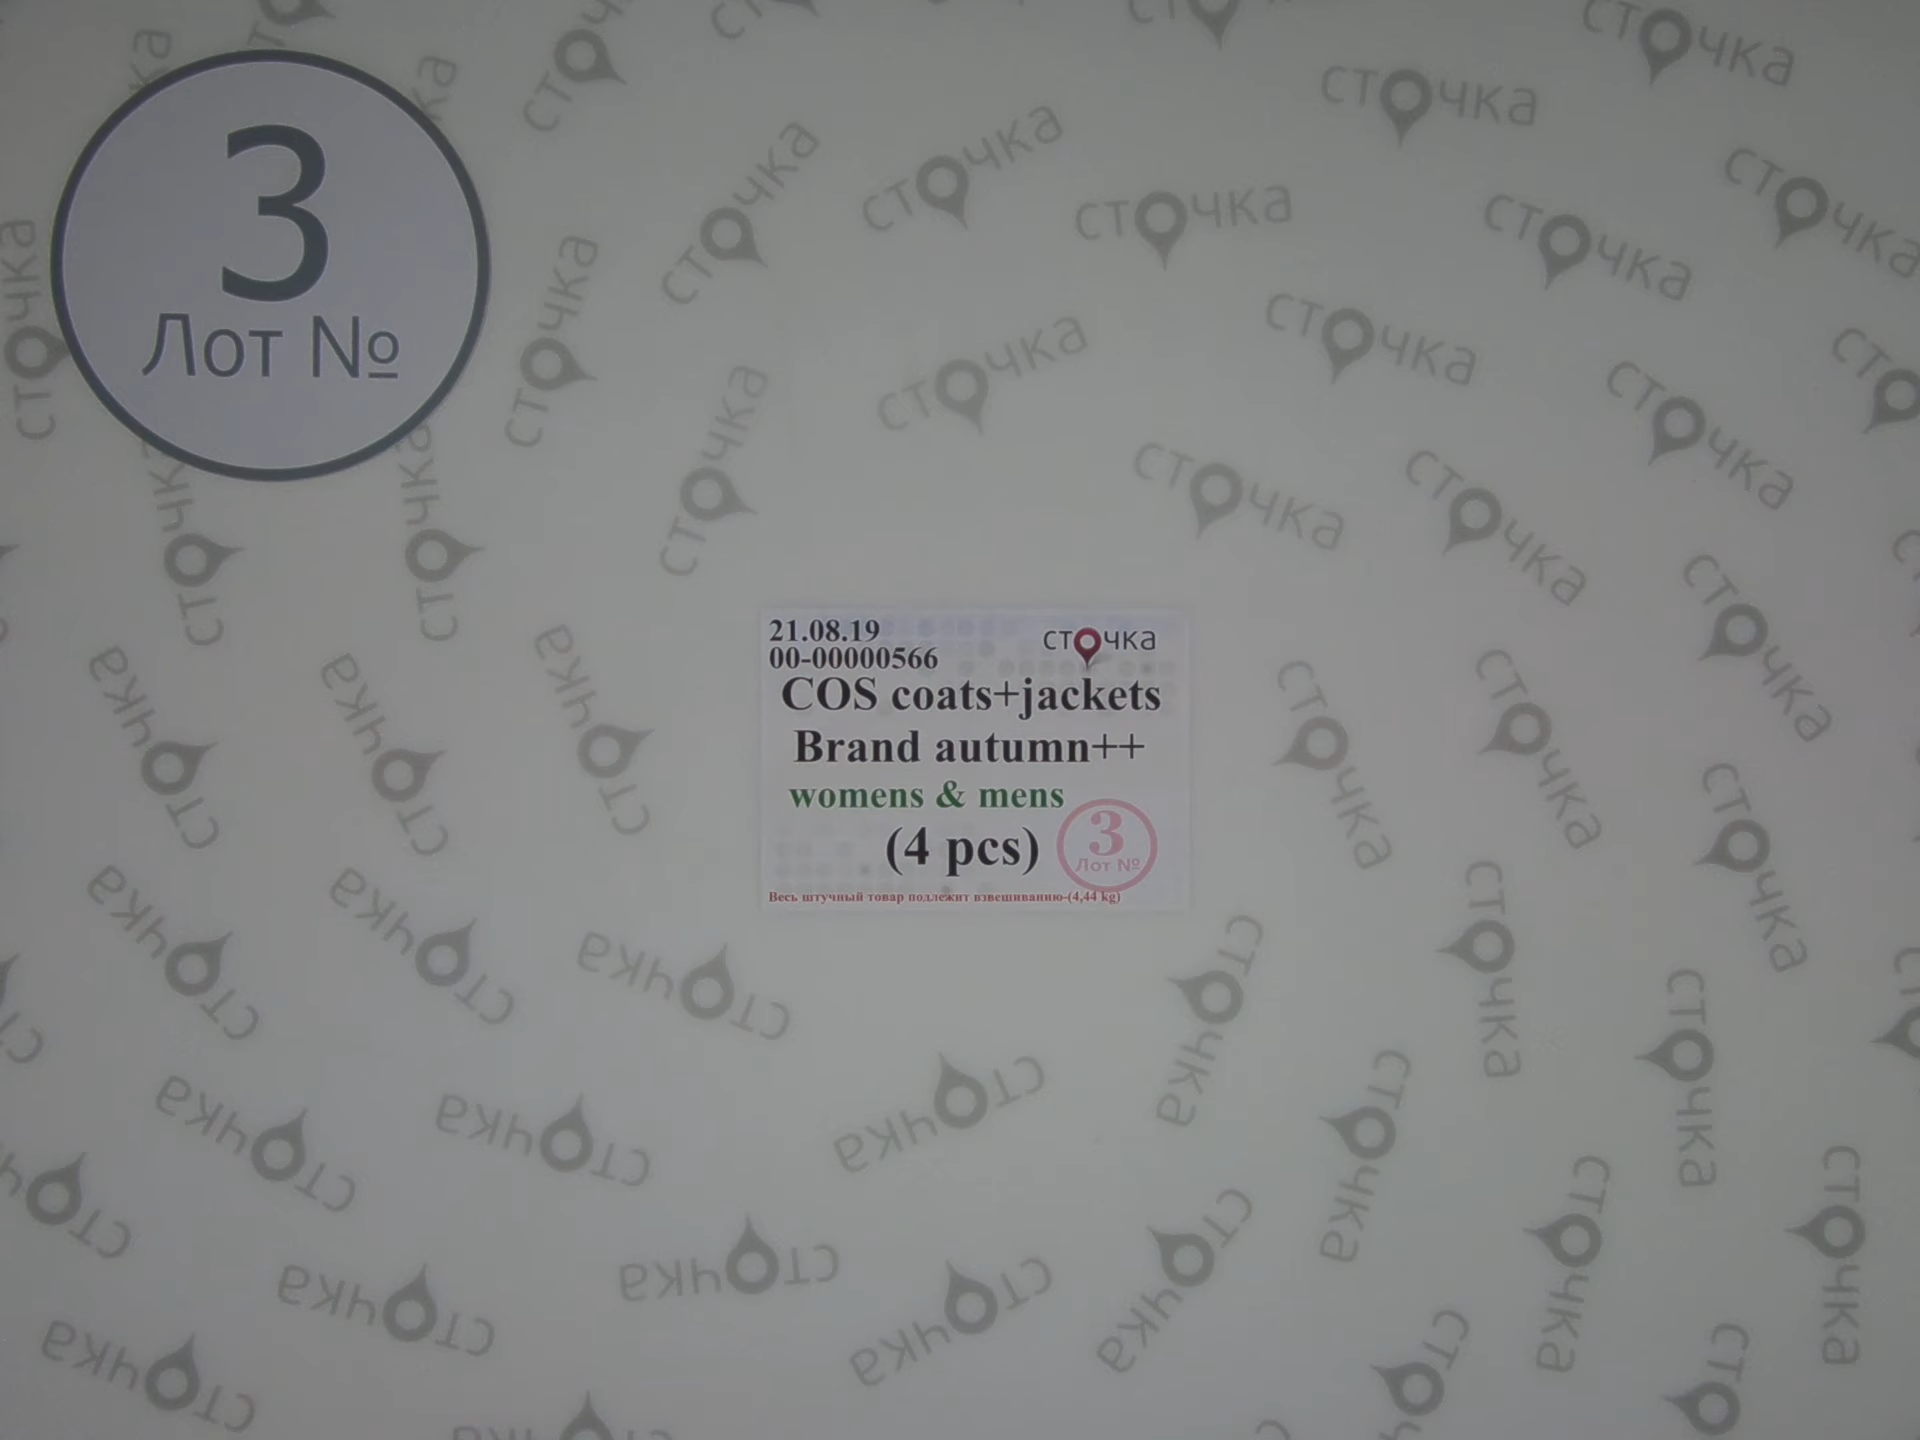 3
Лот №
21.08.19
00-00000566
сточка
COS coats+jackets
Brand autumn++
womens & mens
(4 pcs)
3
Лот №
Весь штучный товар подлежит взвешиванию-(4,44 kg)